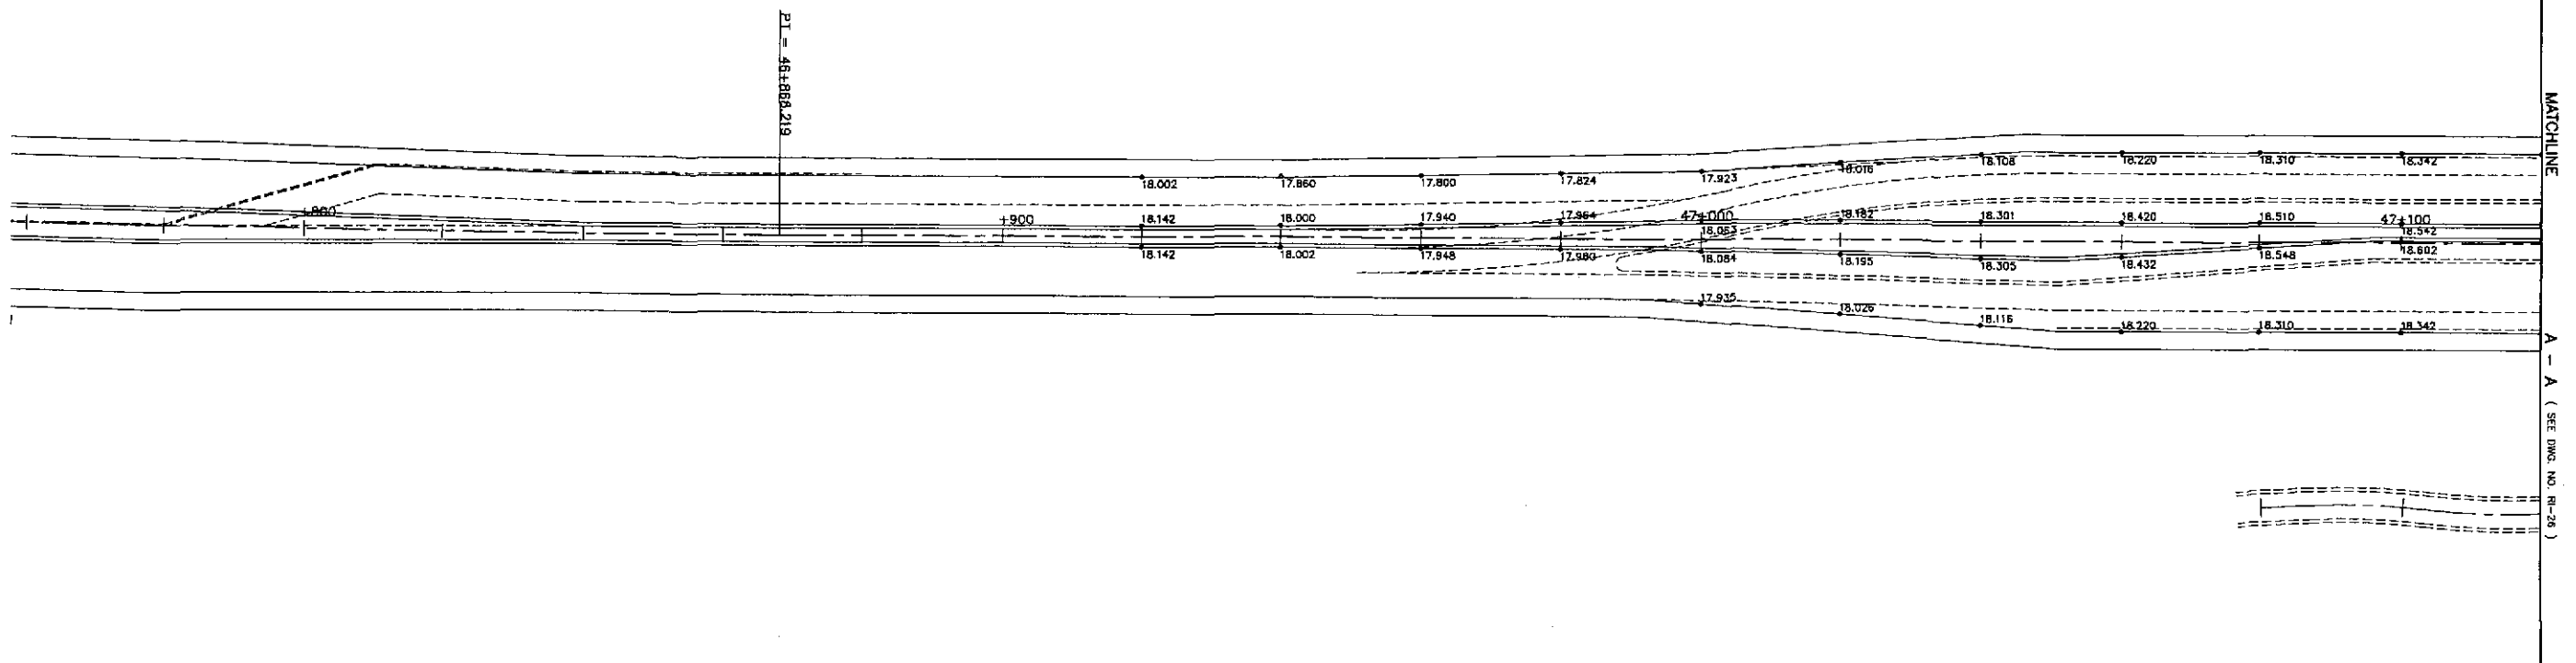 PI = 46+868.219
MATCHLINE A - A ( SEE DWG. NO. RI-26 )
18.002 17.860 17.800 17.824 17.923 18.016 18.108 18.220 18.310 18.342
+800 +900 47+000 47+100
18.142 18.000 17.940 17.964 18.063 18.182 18.301 18.420 18.510 18.542
18.142 18.002 17.948 17.980 18.084 18.195 18.305 18.432 18.548 18.602
17.935 18.026 18.116 18.220 18.310 18.342